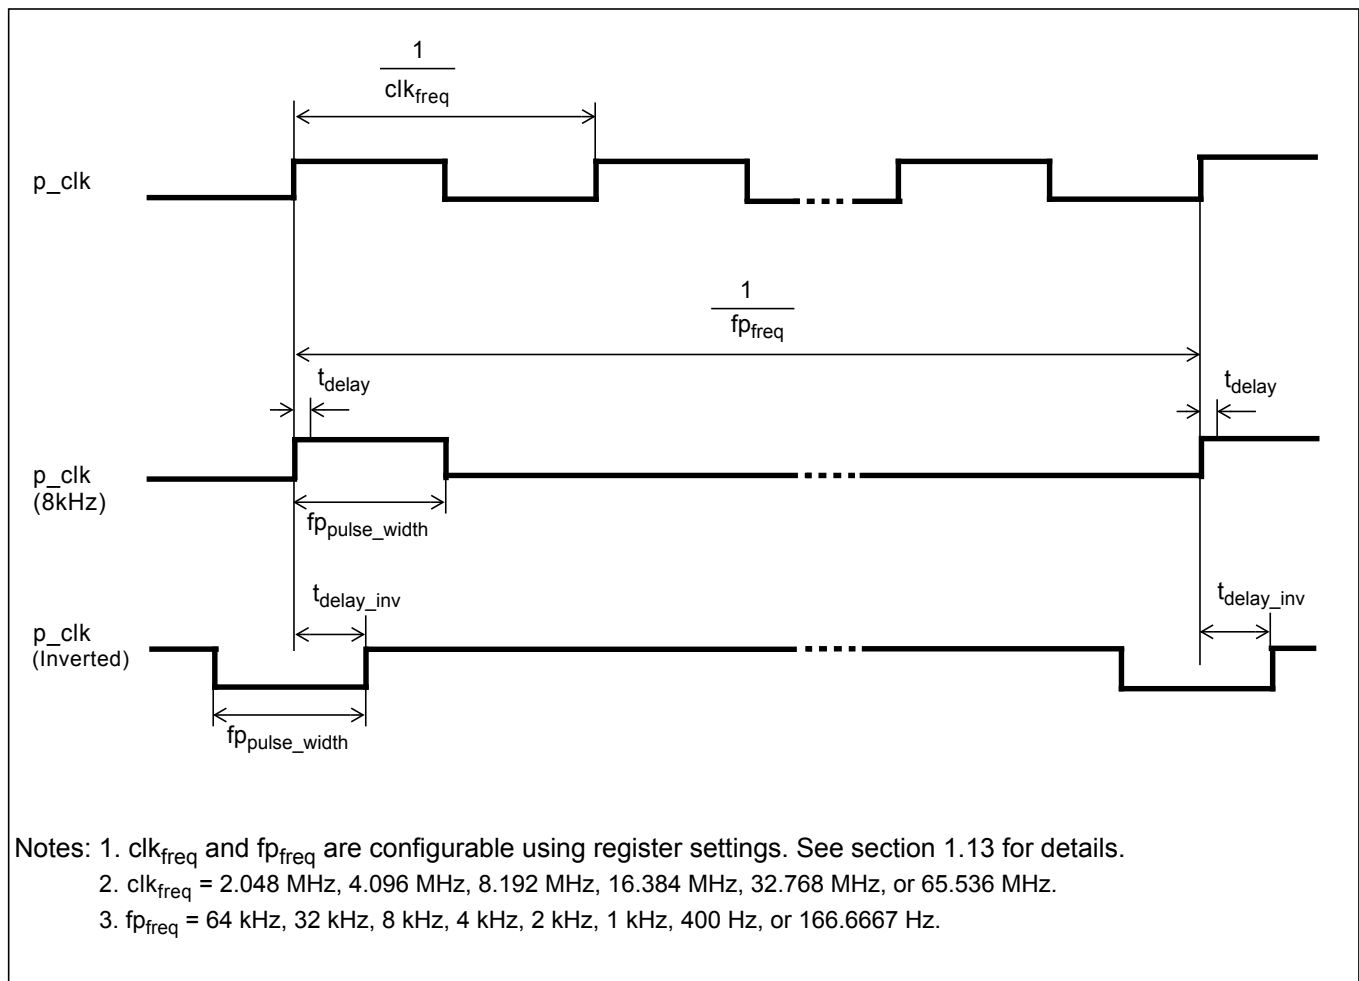 1
clkfreq
p_clk
1
fpfreq
tdelay
tdelay
p_clk
(8kHz)
fppulse_width
tdelay_inv
tdelay_inv
p_clk
(Inverted)
fppulse_width
Notes: 1. clkfreq and fpfreq are configurable using register settings. See section 1.13 for details.
2. clkfreq = 2.048 MHz, 4.096 MHz, 8.192 MHz, 16.384 MHz, 32.768 MHz, or 65.536 MHz.
3. fpfreq = 64 kHz, 32 kHz, 8 kHz, 4 kHz, 2 kHz, 1 kHz, 400 Hz, or 166.6667 Hz.